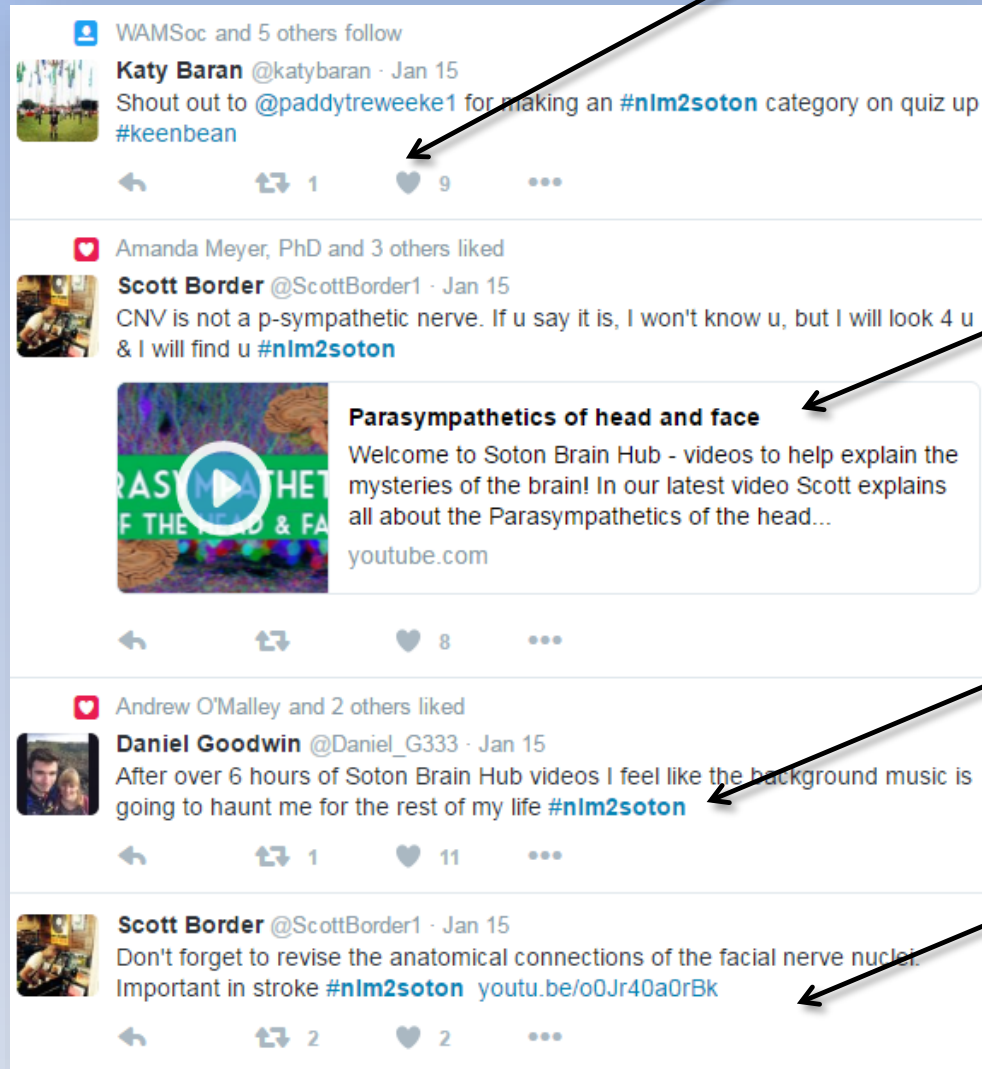 WAMSoc and 5 others follow
Katy Baran @katybaran · Jan 15
Shout out to @paddytreweeke1 for making an #nlm2soton category on quiz up
#keenbean
1 9
Amanda Meyer, PhD and 3 others liked
Scott Border @ScottBorder1 · Jan 15
CNV is not a p-sympathetic nerve. If u say it is, I won't know u, but I will look 4 u
& I will find u #nlm2soton
RASYMPATHET
F THE HEAD & FA
Parasympathetics of head and face
Welcome to Soton Brain Hub - videos to help explain the
mysteries of the brain! In our latest video Scott explains
all about the Parasympathetics of the head...
youtube.com
8
Andrew O'Malley and 2 others liked
Daniel Goodwin @Daniel_G333 · Jan 15
After over 6 hours of Soton Brain Hub videos I feel like the background music is
going to haunt me for the rest of my life #nlm2soton
1 11
Scott Border @ScottBorder1 · Jan 15
Don't forget to revise the anatomical connections of the facial nerve nuclei.
Important in stroke #nlm2soton youtu.be/o0Jr40a0rBk
2 2